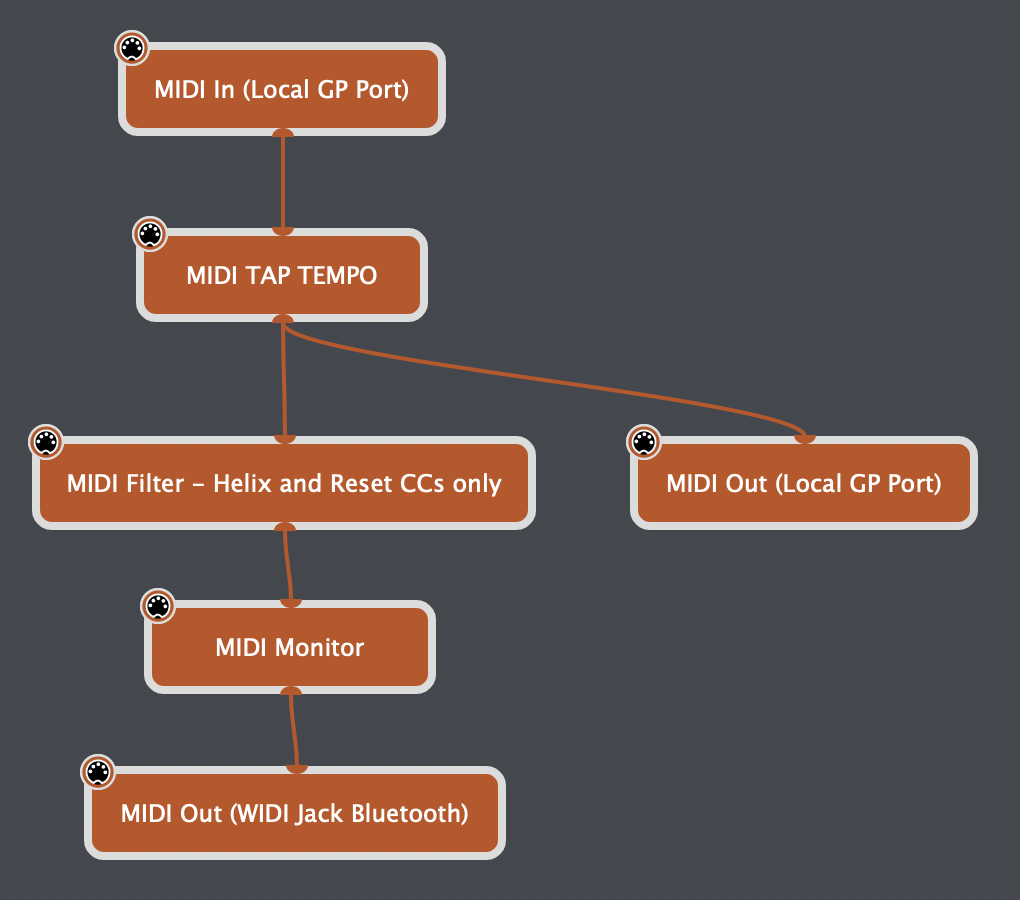 MIDI In (Local GP Port)
MIDI TAP TEMPO
MIDI Filter - Helix and Reset CCs only
MIDI Out (Local GP Port)
MIDI Monitor
MIDI Out (WIDI Jack Bluetooth)